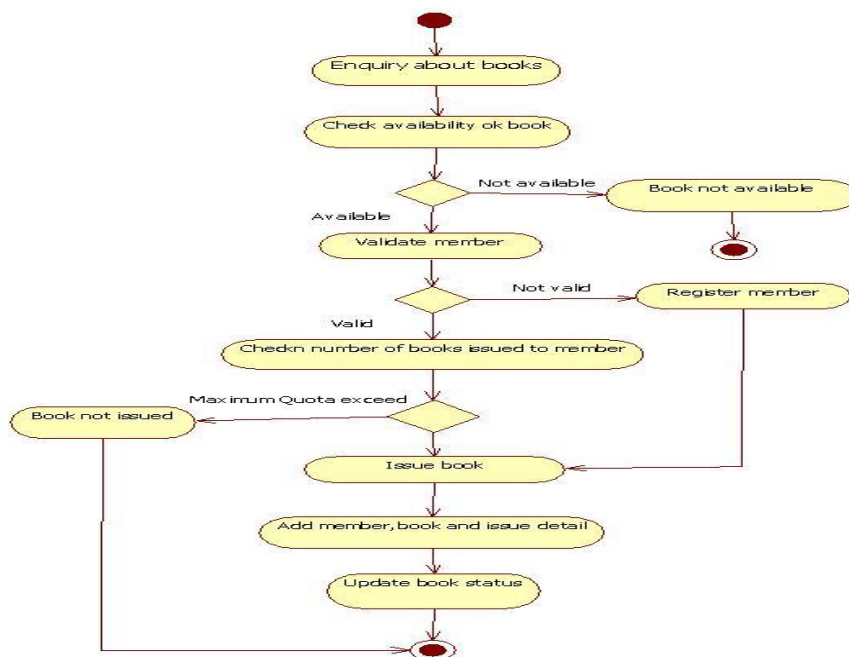 Enquiry about books
Check availability ok book
Not available
Book not available
Available
Validate member
Not valid
Register member
Valid
Checkn number of books issued to member
Maximum Quota exceed
Book not issued
Issue book
Add member, book and issue detail
Update book status